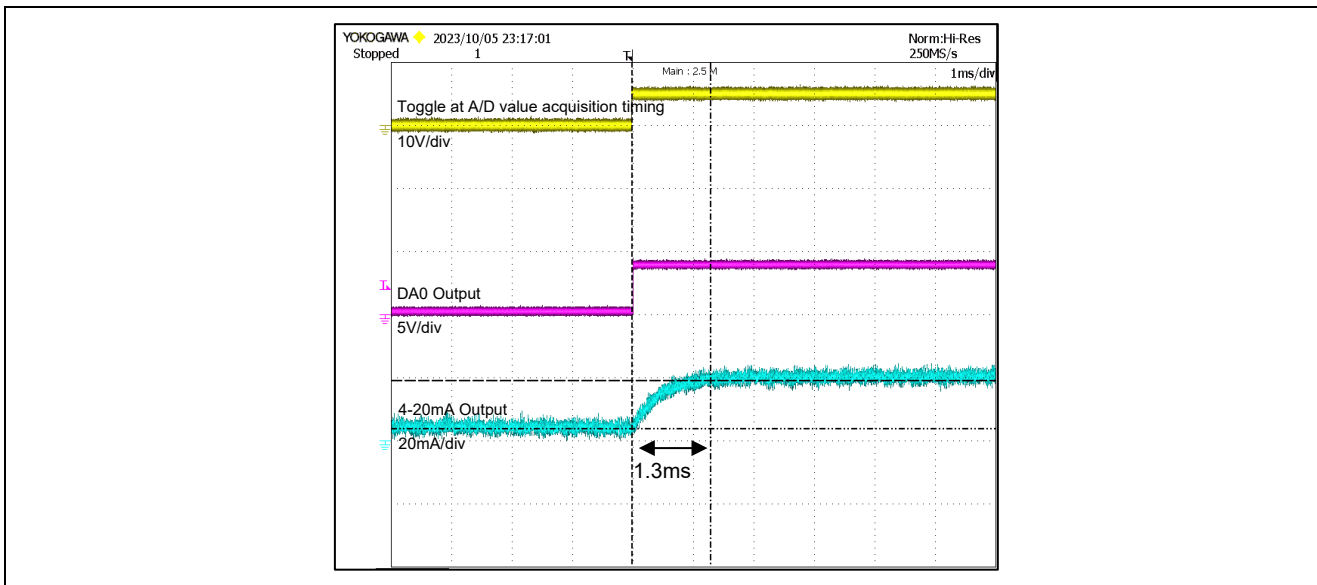 YOKOGAWA 2023/10/05 23:17:01 Norm:Hi-Res
Stopped 1 250MS/s
T
Main : 2.5 M 1ms/div
Toggle at A/D value acquisition timing
10V/div
T
DA0 Output
5V/div
4-20mA Output
20mA/div
1.3ms